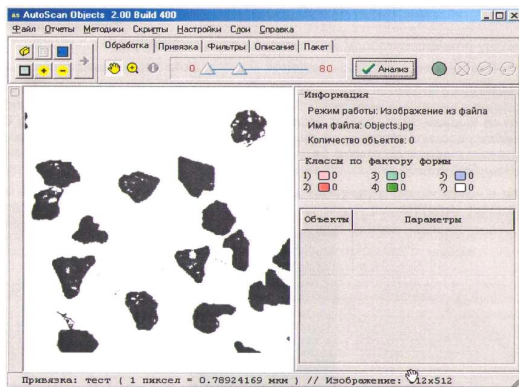 AutoScan Objects 2.00 Build 400
Файл Отчеты Методики Скрипты Настройки Слои Справка
Обработка Привязка Фильтры Описание Пакет
0 80 Анализ
Информация
Режим работы: Изображение из файла
Имя файла: Objects.jpg
Количество объектов: 0
Классы по фактору формы
1) 0 3) 0 5) 0
2) 0 4) 0 ?) 0
Объекты Параметры
Привязка: тест ( 1 пиксел = 0.78924169 мкм ) // Изображение: 12x512